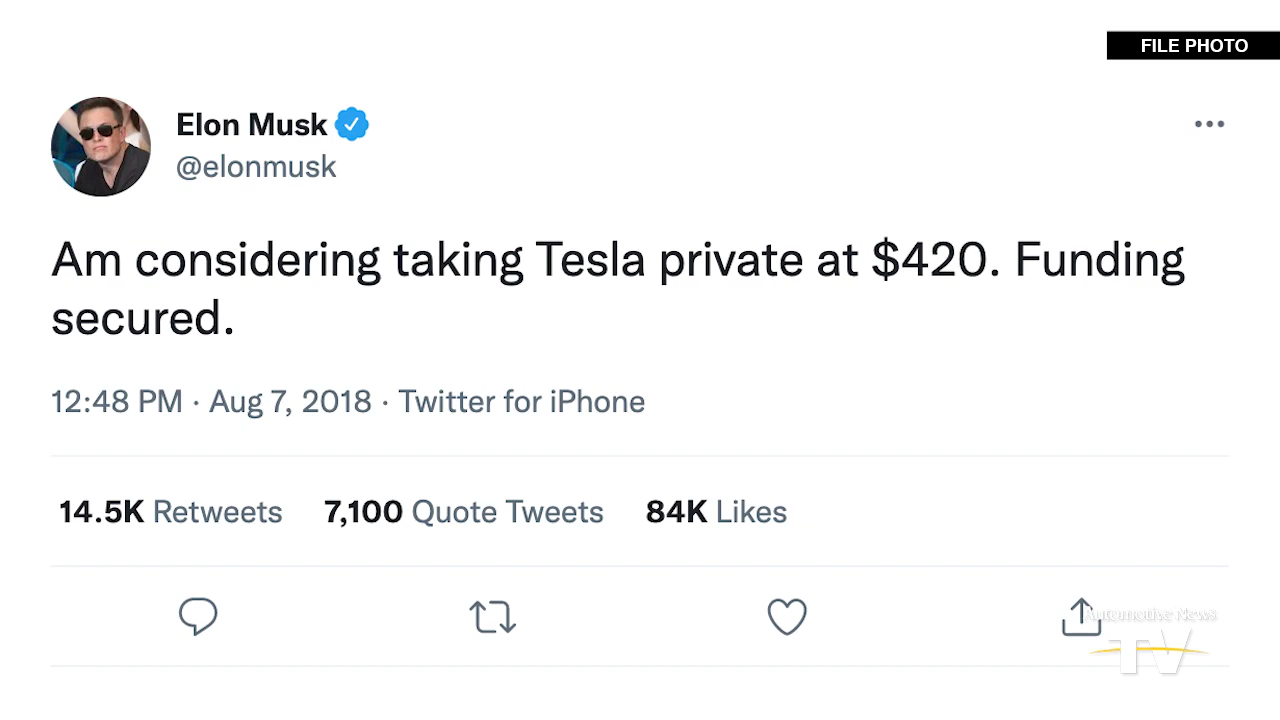 FILE PHOTO
Elon Musk
@elonmusk
Am considering taking Tesla private at $420. Funding
secured.
12:48 PM · Aug 7, 2018 · Twitter for iPhone
14.5K Retweets 7,100 Quote Tweets 84K Likes
Automotive News
TV